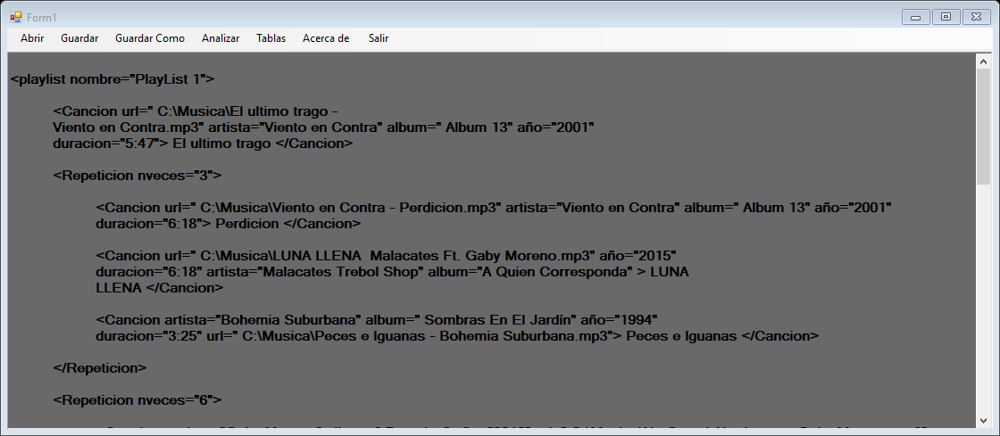 Form1
Abrir Guardar Guardar Como Analizar Tablas Acerca de Salir
<playlist nombre="PlayList 1">
<Cancion url=" C:\Musica\El ultimo trago -
Viento en Contra.mp3" artista="Viento en Contra" album=" Album 13" año="2001"
duracion="5:47"> El ultimo trago </Cancion>
<Repeticion nveces="3">
<Cancion url=" C:\Musica\Viento en Contra - Perdicion.mp3" artista="Viento en Contra" album=" Album 13" año="2001"
duracion="6:18"> Perdicion </Cancion>
<Cancion url=" C:\Musica\LUNA LLENA  Malacates Ft. Gaby Moreno.mp3" año="2015"
duracion="6:18" artista="Malacates Trebol Shop" album="A Quien Corresponda" > LUNA
LLENA </Cancion>
<Cancion artista="Bohemia Suburbana" album=" Sombras En El Jardín" año="1994"
duracion="3:25" url=" C:\Musica\Peces e Iguanas - Bohemia Suburbana.mp3"> Peces e Iguanas </Cancion>
</Repeticion>
<Repeticion nveces="6">